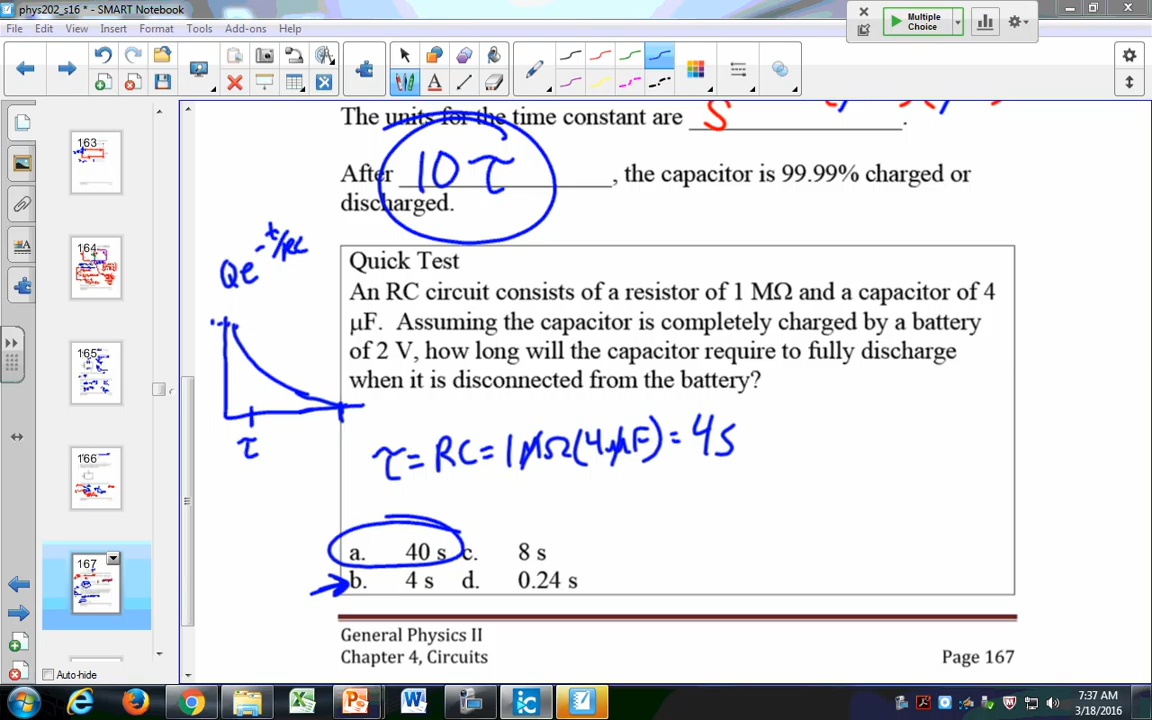 phys202_s16 * - SMART Notebook
Multiple Choice
File Edit View Insert Format Tools Add-ons Help
The units for the time constant are S.
After 10 τ, the capacitor is 99.99% charged or
discharged.
163
164
165
166
167
Qe^-t/RC
τ
Quick Test
An RC circuit consists of a resistor of 1 MΩ and a capacitor of 4
μF. Assuming the capacitor is completely charged by a battery
of 2 V, how long will the capacitor require to fully discharge
when it is disconnected from the battery?
τ = RC = 1MΩ(4μF) = 4s
a. 40 s c. 8 s
b. 4 s d. 0.24 s
General Physics II
Chapter 4, Circuits Page 167
Auto-hide
7:37 AM
3/18/2016